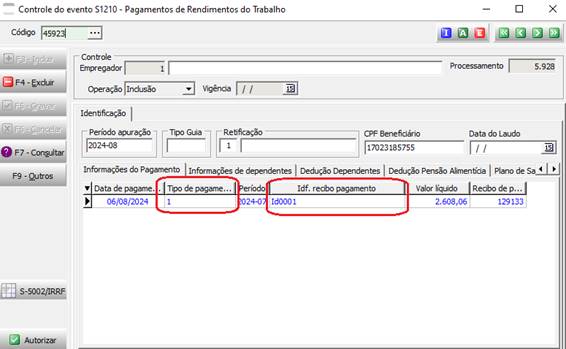 Controle do evento S1210 - Pagamentos de Rendimentos do Trabalho
Código 45923 ... I A E
F3 - Incluir
F4 - Excluir
F5 - Gravar
F6 - Cancelar
F7 - Consultar
F9 - Outros
S-5002/IRRF
Autorizar
Controle
Empregador 1 Processamento 5.928
Operação Inclusão Vigência / / 15
Identificação
Período apuração Tipo Guia Retificação CPF Beneficiário Data do Laudo
2024-08 1 17023185755 / / 15
Informações do Pagamento Informações de dependentes Dedução Dependentes Dedução Pensão Alimentícia Plano de Sa
Data de pagame... Tipo de pagame... Período Idf. recibo pagamento Valor líquido Recibo de p...
06/08/2024 1 2024-07 Id0001 2.608,06 129133